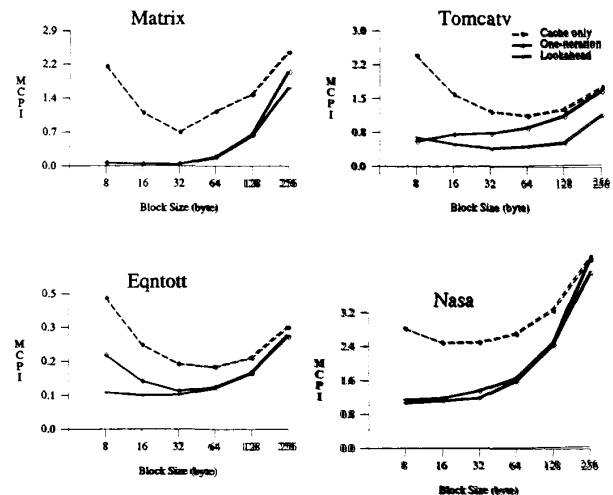 Matrix
2.9
2.2
1.4
0.7
0.0
M
C
P
I
8 16 32 64 128 256
Block Size (byte)
Tomcatv
Cache only
One-iteration
Lookahead
3.0
2.3
1.5
0.8
0.0
M
C
P
I
8 16 32 64 128 256
Block Size (byte)
Eqntott
0.5
0.3
0.2
0.1
0.0
M
C
P
I
8 16 32 64 128 256
Block Size (byte)
Nasa
3.2
2.4
1.6
0.8
0.0
M
C
P
I
8 16 32 64 128 256
Block Size (byte)